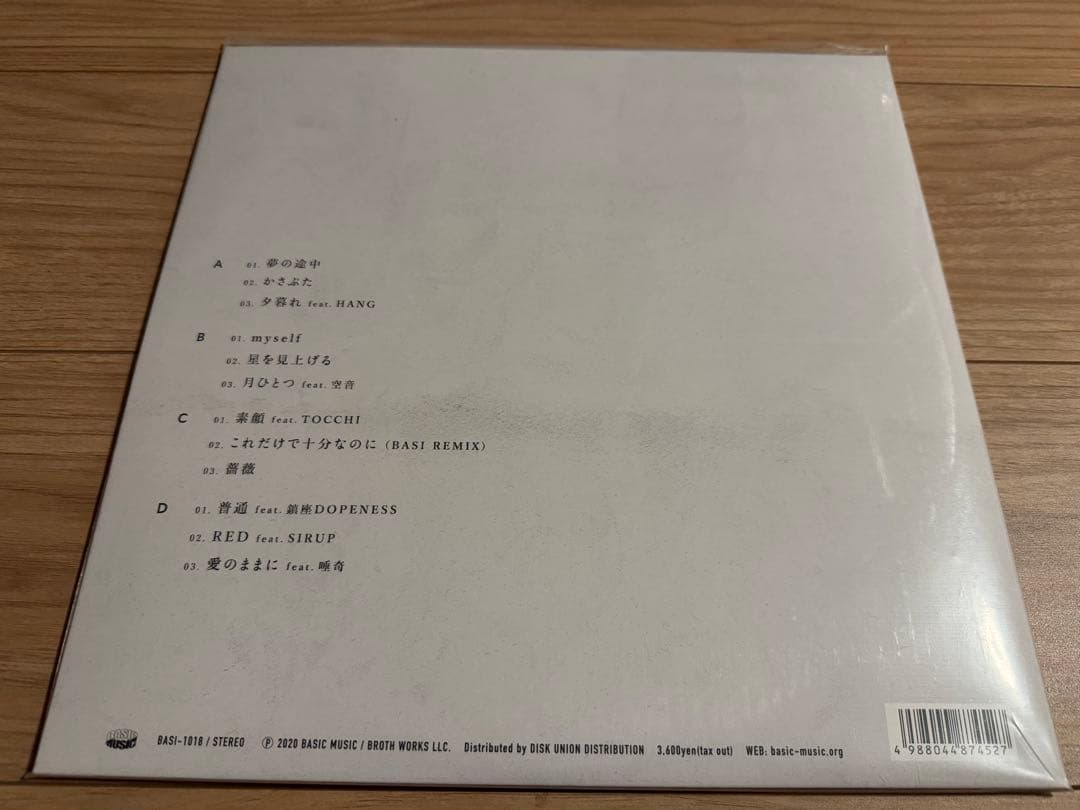 A 01. 夢の途中
02. かさぶた
03. 夕暮れ feat. HANG
B 01. myself
02. 星を見上げる
03. 月ひとつ feat. 空音
C 01. 素顔 feat. TOCCHI
02. これだけで十分なのに (BASI REMIX)
03. 薔薇
D 01. 普通 feat. 鎮座DOPENESS
02. RED feat. SIRUP
03. 愛のままに feat. 唾奇
BASIC MUSIC
BASI-1018 / STEREO Ⓟ 2020 BASIC MUSIC / BROTH WORKS LLC. Distributed by DISK UNION DISTRIBUTION 3,600yen(tax out) WEB: basic-music.org
4 988044 874527